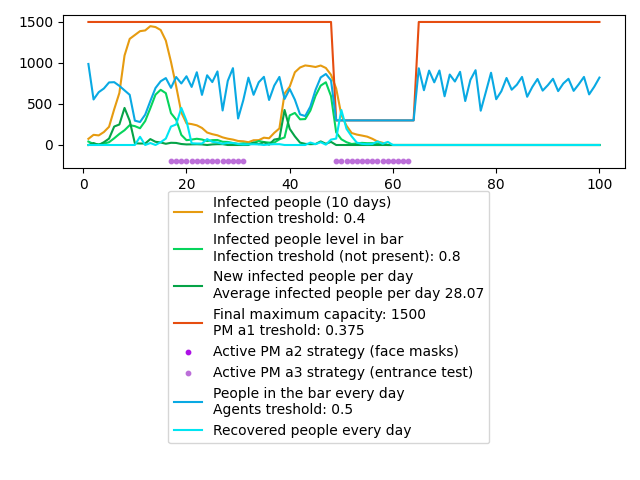 1500
1000
500
0
0 20 40 60 80 100
Infected people (10 days)
Infection treshold: 0.4
Infected people level in bar
Infection treshold (not present): 0.8
New infected people per day
Average infected people per day 28.07
Final maximum capacity: 1500
PM a1 treshold: 0.375
Active PM a2 strategy (face masks)
Active PM a3 strategy (entrance test)
People in the bar every day
Agents treshold: 0.5
Recovered people every day